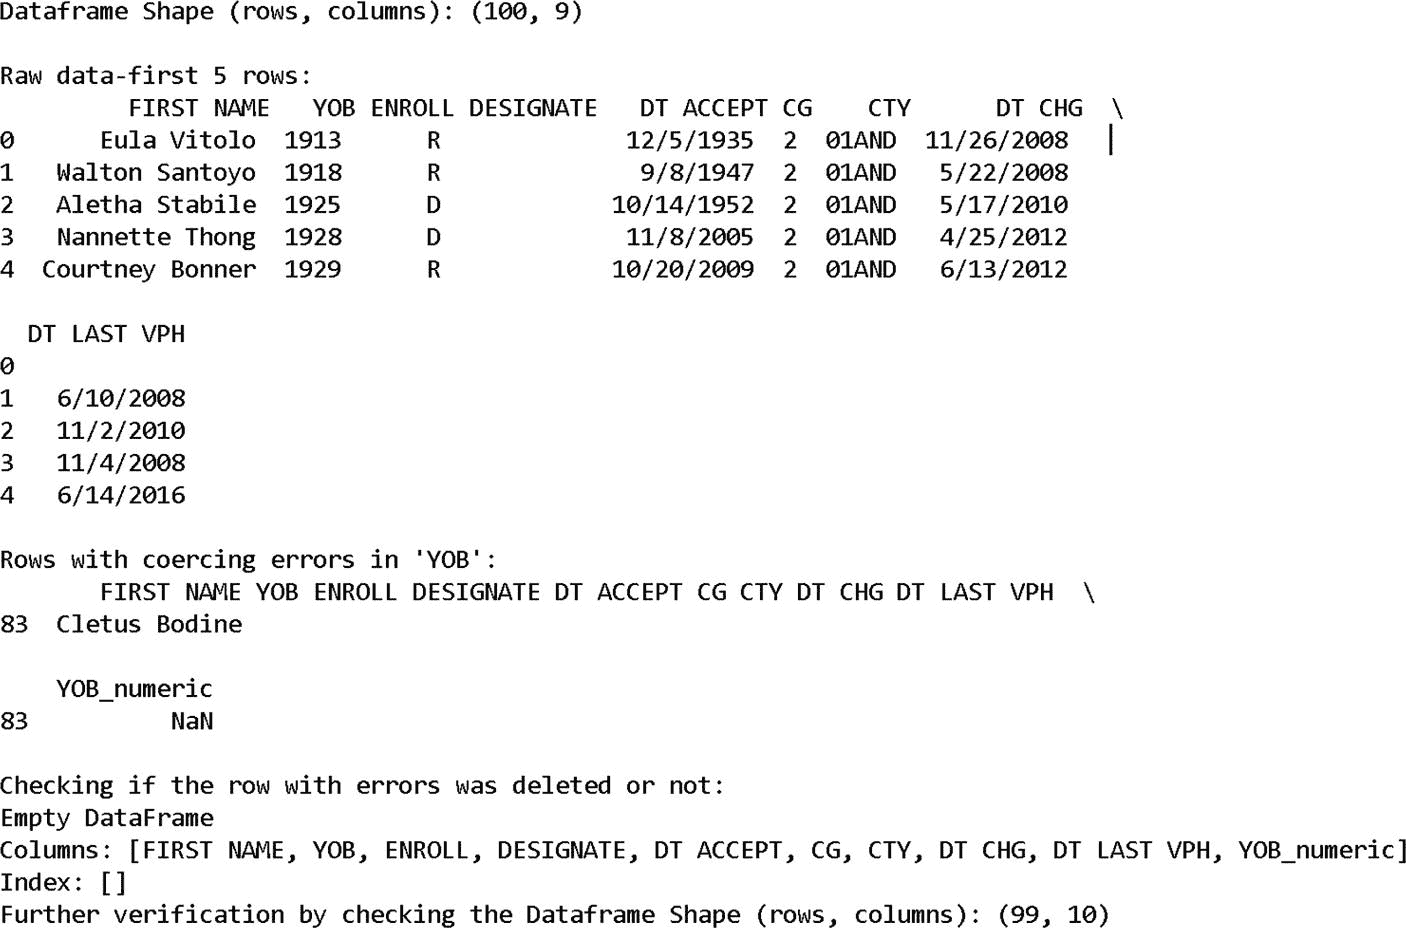 Dataframe Shape (rows, columns): (100, 9)
Raw data-first 5 rows:
FIRST NAME YOB ENROLL DESIGNATE DT ACCEPT CG CTY DT CHG \
0 Eula Vitolo 1913 R 12/5/1935 2 01AND 11/26/2008
1 Walton Santoyo 1918 R 9/8/1947 2 01AND 5/22/2008
2 Aletha Stabile 1925 D 10/14/1952 2 01AND 5/17/2010
3 Nannette Thong 1928 D 11/8/2005 2 01AND 4/25/2012
4 Courtney Bonner 1929 R 10/20/2009 2 01AND 6/13/2012
DT LAST VPH
0
1 6/10/2008
2 11/2/2010
3 11/4/2008
4 6/14/2016
Rows with coercing errors in 'YOB':
FIRST NAME YOB ENROLL DESIGNATE DT ACCEPT CG CTY DT CHG DT LAST VPH \
83 Cletus Bodine
YOB_numeric
83 NaN
Checking if the row with errors was deleted or not:
Empty DataFrame
Columns: [FIRST NAME, YOB, ENROLL, DESIGNATE, DT ACCEPT, CG, CTY, DT CHG, DT LAST VPH, YOB_numeric]
Index: []
Further verification by checking the Dataframe Shape (rows, columns): (99, 10)